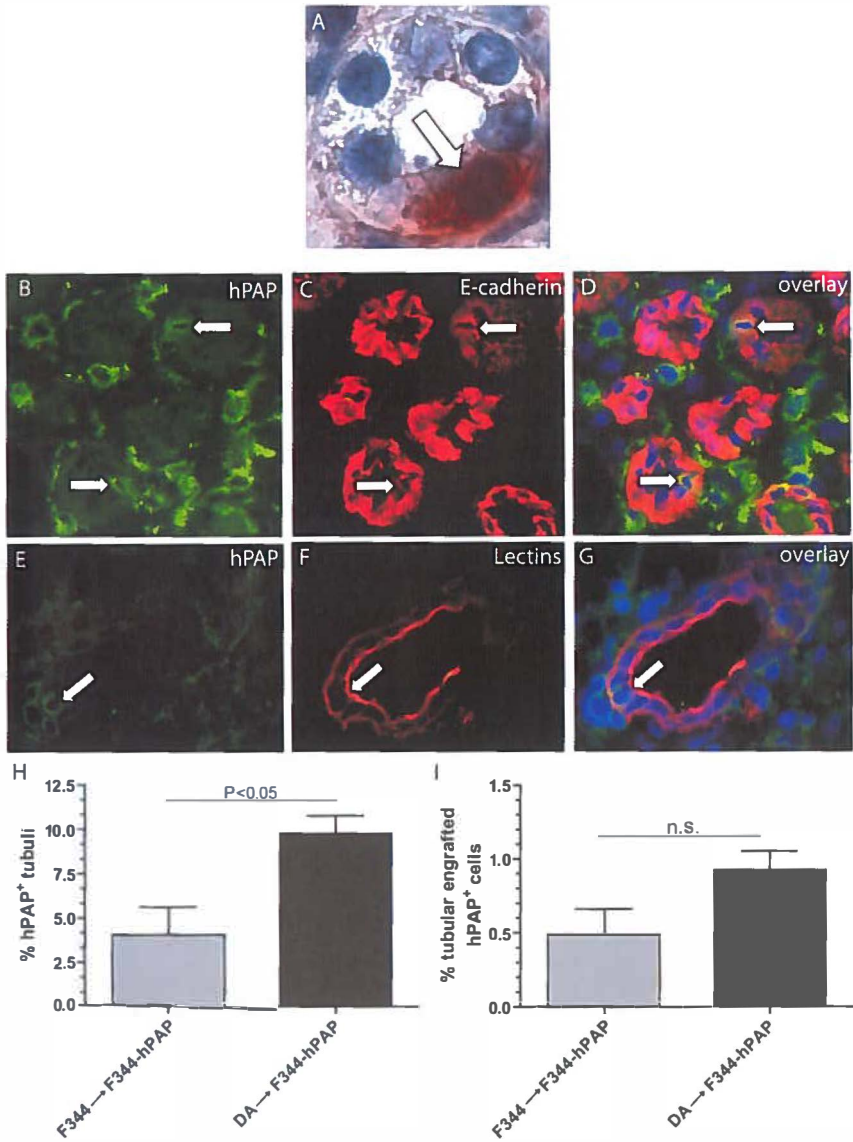 A
B hPAP
C E-cadherin
D overlay
E hPAP
F Lectins
G overlay
H
P<0.05
12.5
10.0
7.5
5.0
2.5
0.0
% hPAP+ tubuli
F344 → F344-hPAP
DA → F344-hPAP
I
n.s.
1.5
1.0
0.5
0.0
% tubular engrafted
hPAP+ cells
F344 → F344-hPAP
DA → F344-hPAP